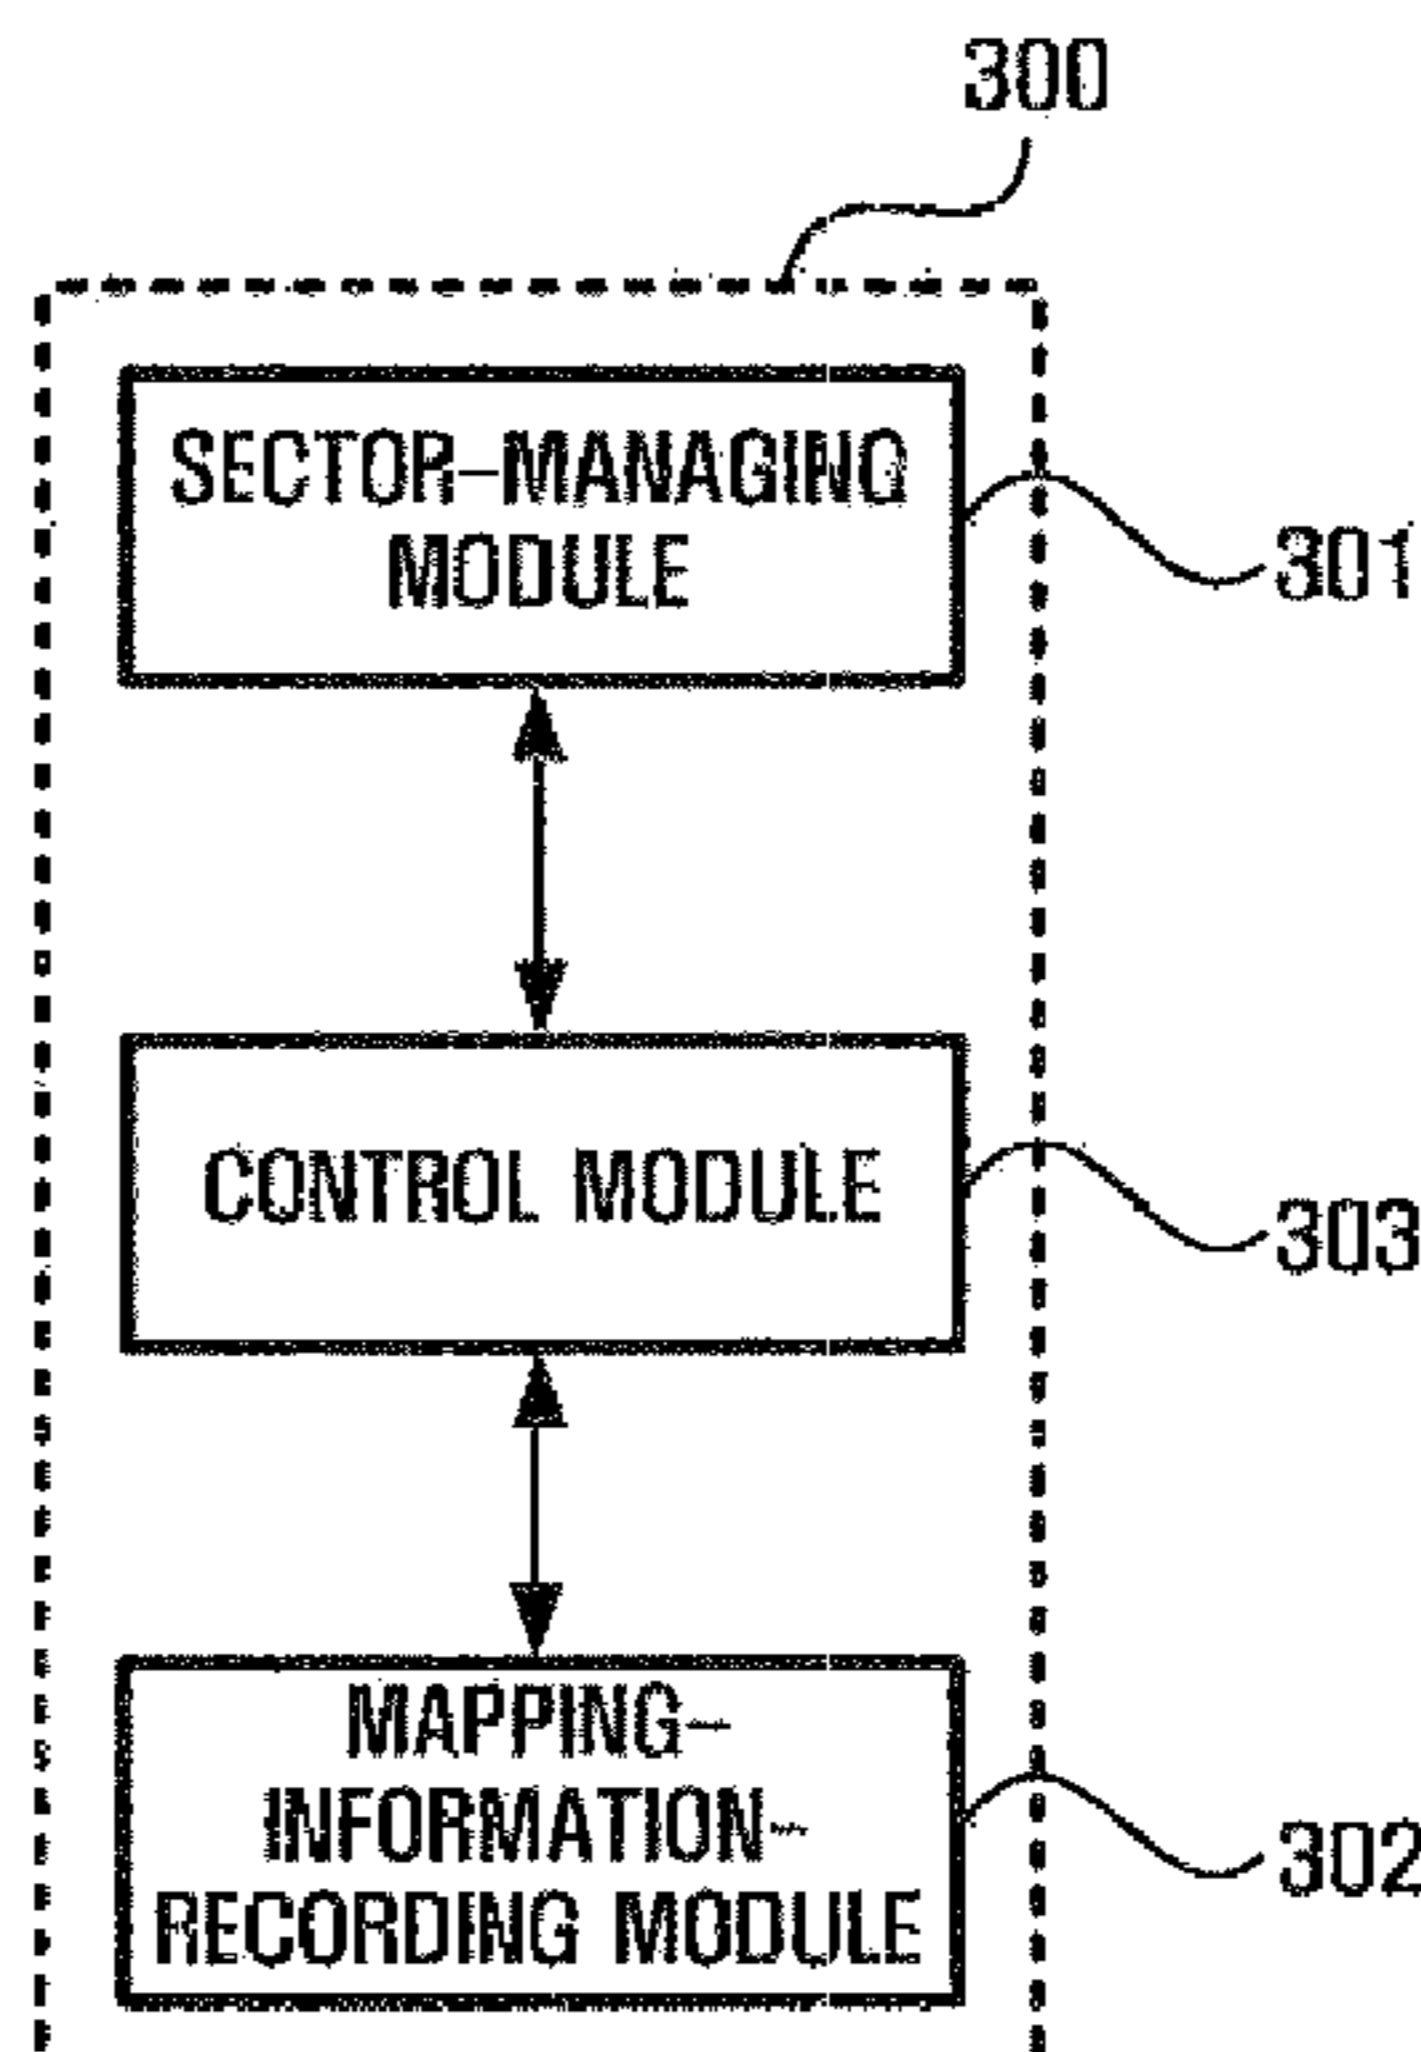 300
SECTOR-MANAGING
MODULE
301
CONTROL MODULE
303
MAPPING-
INFORMATION-
RECORDING MODULE
302